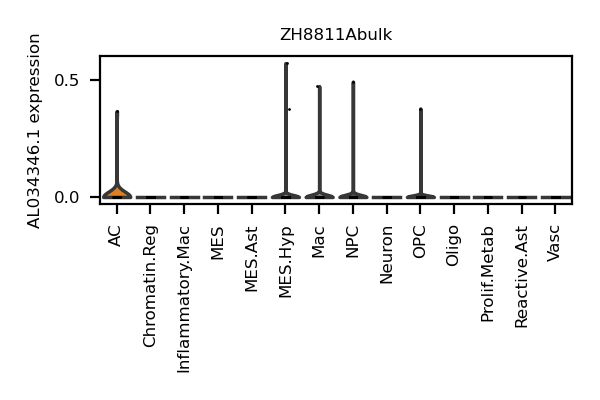 ZH8811Abulk
AL034346.1 expression
0.5
0.0
AC
Chromatin.Reg
Inflammatory.Mac
MES
MES.Ast
MES.Hyp
Mac
NPC
Neuron
OPC
Oligo
Prolif.Metab
Reactive.Ast
Vasc